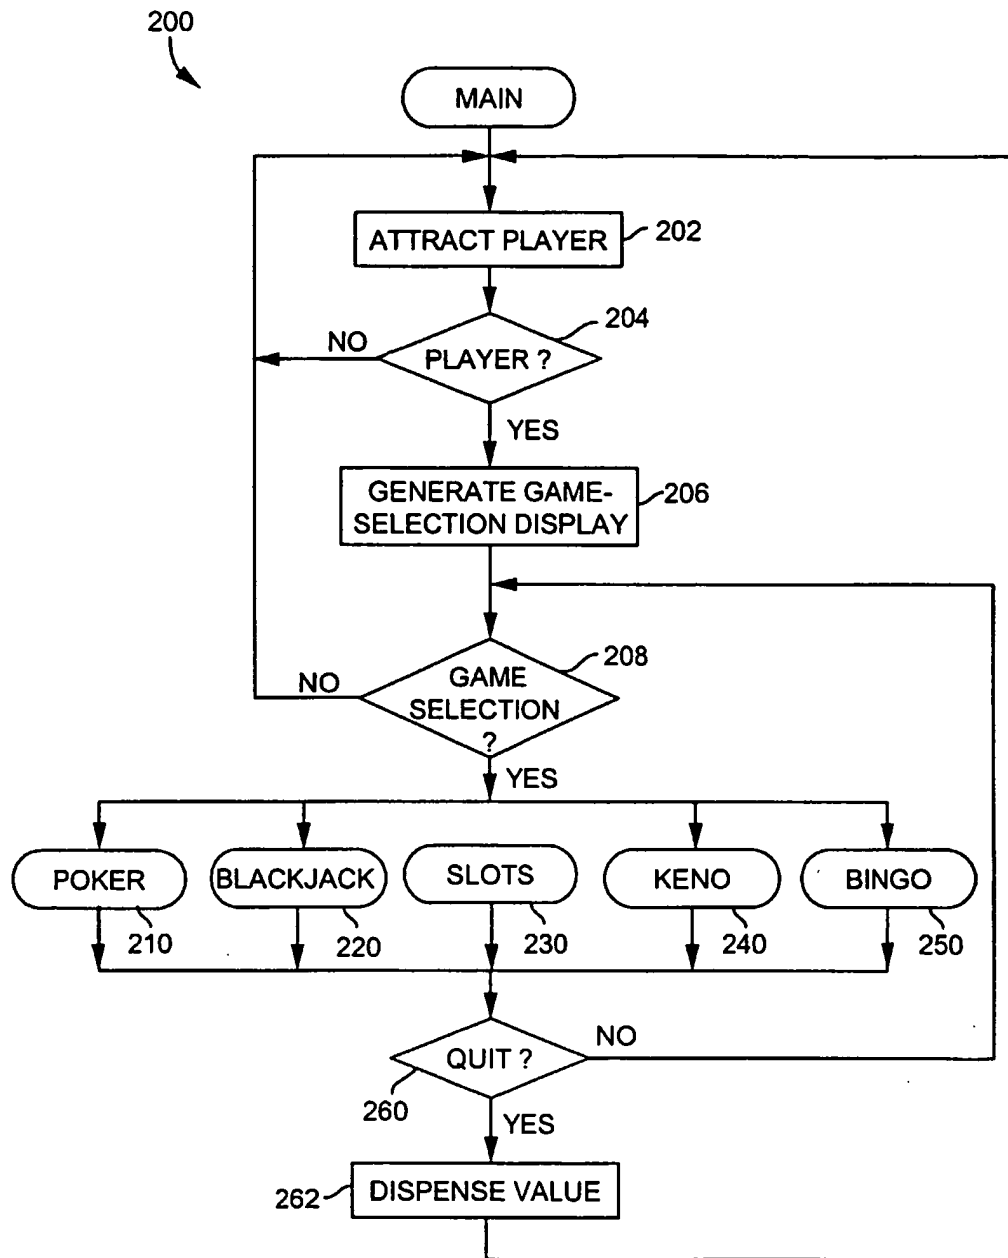 200
MAIN
ATTRACT PLAYER
202
204
NO
PLAYER ?
YES
GENERATE GAME-
SELECTION DISPLAY
206
208
NO
GAME
SELECTION
?
YES
POKER
BLACKJACK
SLOTS
KENO
BINGO
210
220
230
240
250
QUIT ?
NO
260
YES
262
DISPENSE VALUE